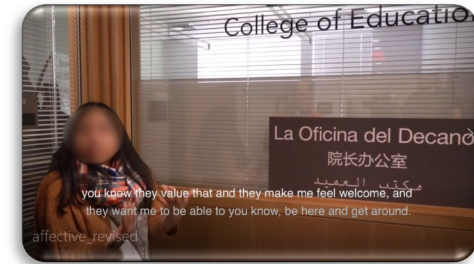 College of Educatio
La Oficina del Decano
院长办公室
مكتب العميد
you know they value that and they make me feel welcome, and
they want me to be able to you know, be here and get around.
affective_revised